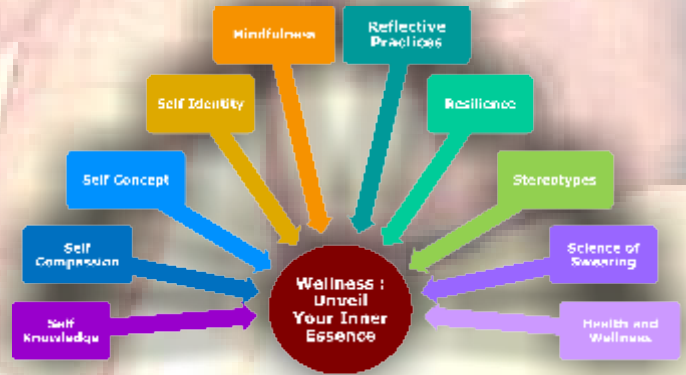 Mindfulness
Reflective
Practices
Self Identity
Resilience
Self Concept
Stereotypes
Self
Compassion
Science of
Swearing
Wellness :
Unveil
Your Inner
Essence
Self
Knowledge
Health and
Wellness